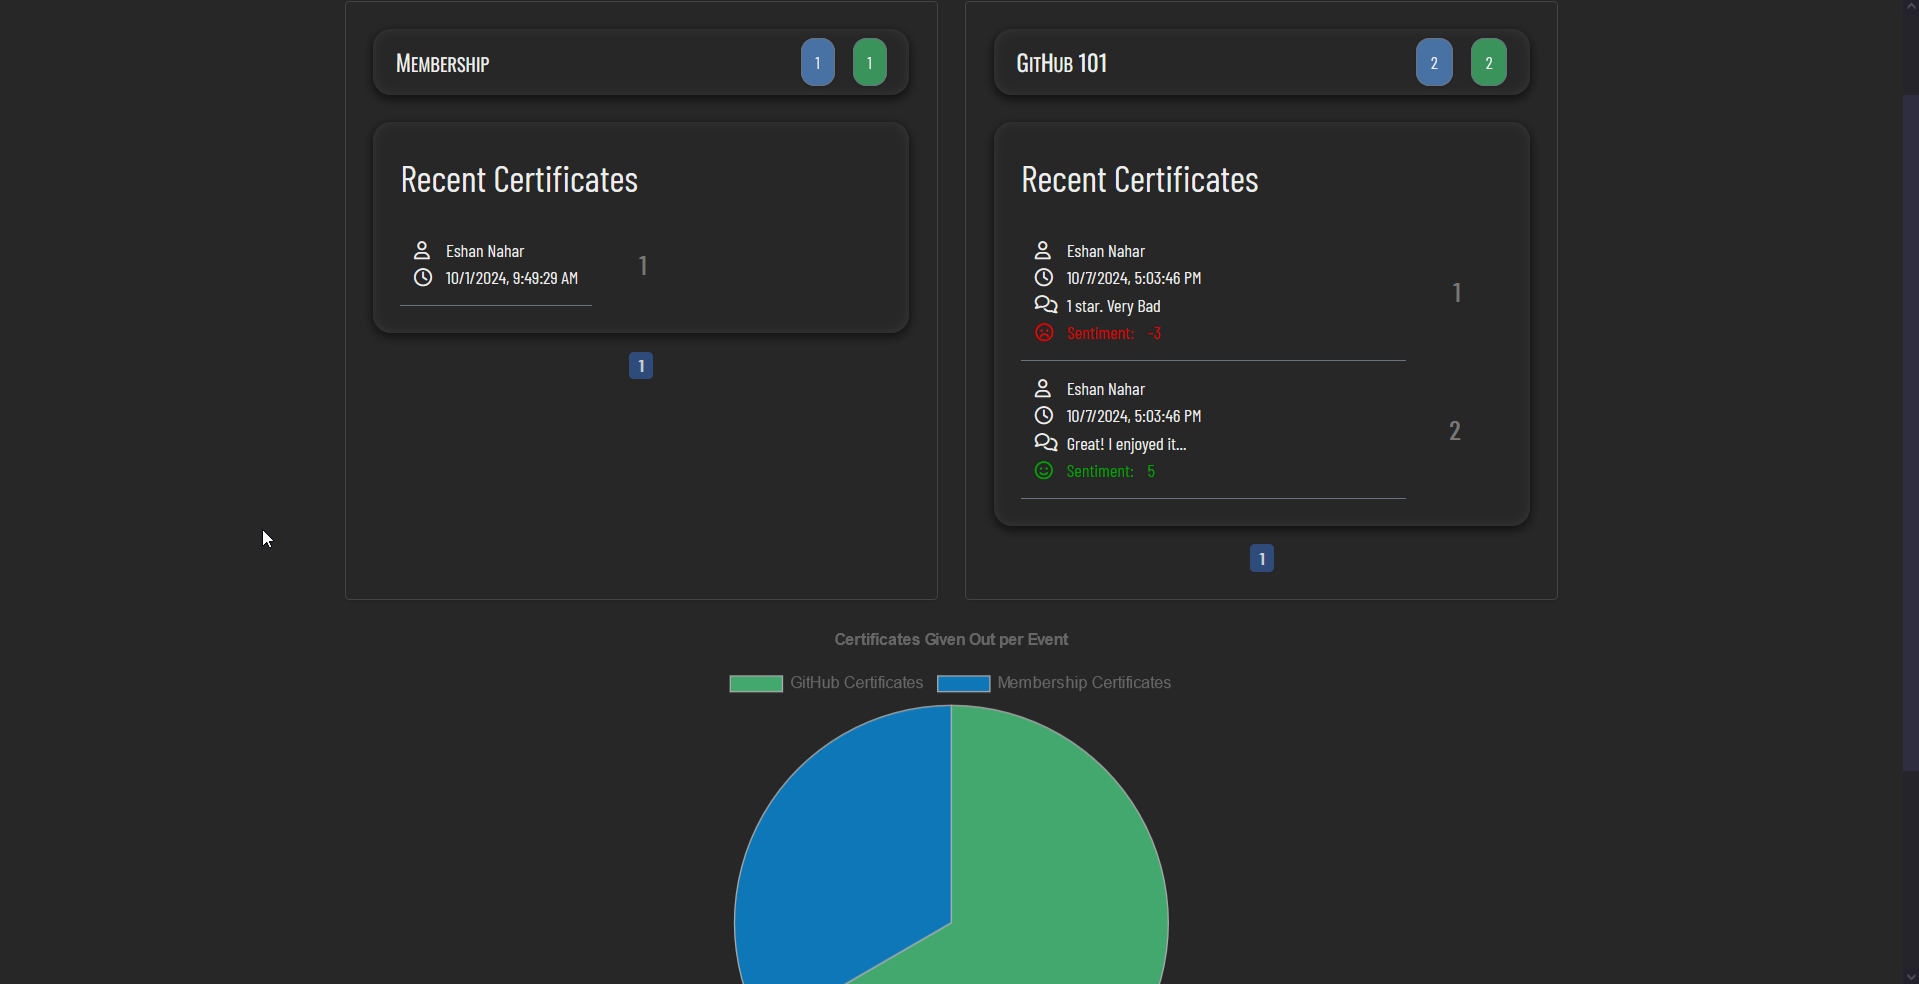 Membership 1 1
Recent Certificates
Eshan Nahar
10/1/2024, 9:49:29 AM
1
1
GitHub 101 2 2
Recent Certificates
Eshan Nahar
10/7/2024, 5:03:46 PM
1 star. Very Bad
Sentiment: -3
1
Eshan Nahar
10/7/2024, 5:03:46 PM
Great! I enjoyed it...
Sentiment: 5
2
1
Certificates Given Out per Event
GitHub Certificates Membership Certificates